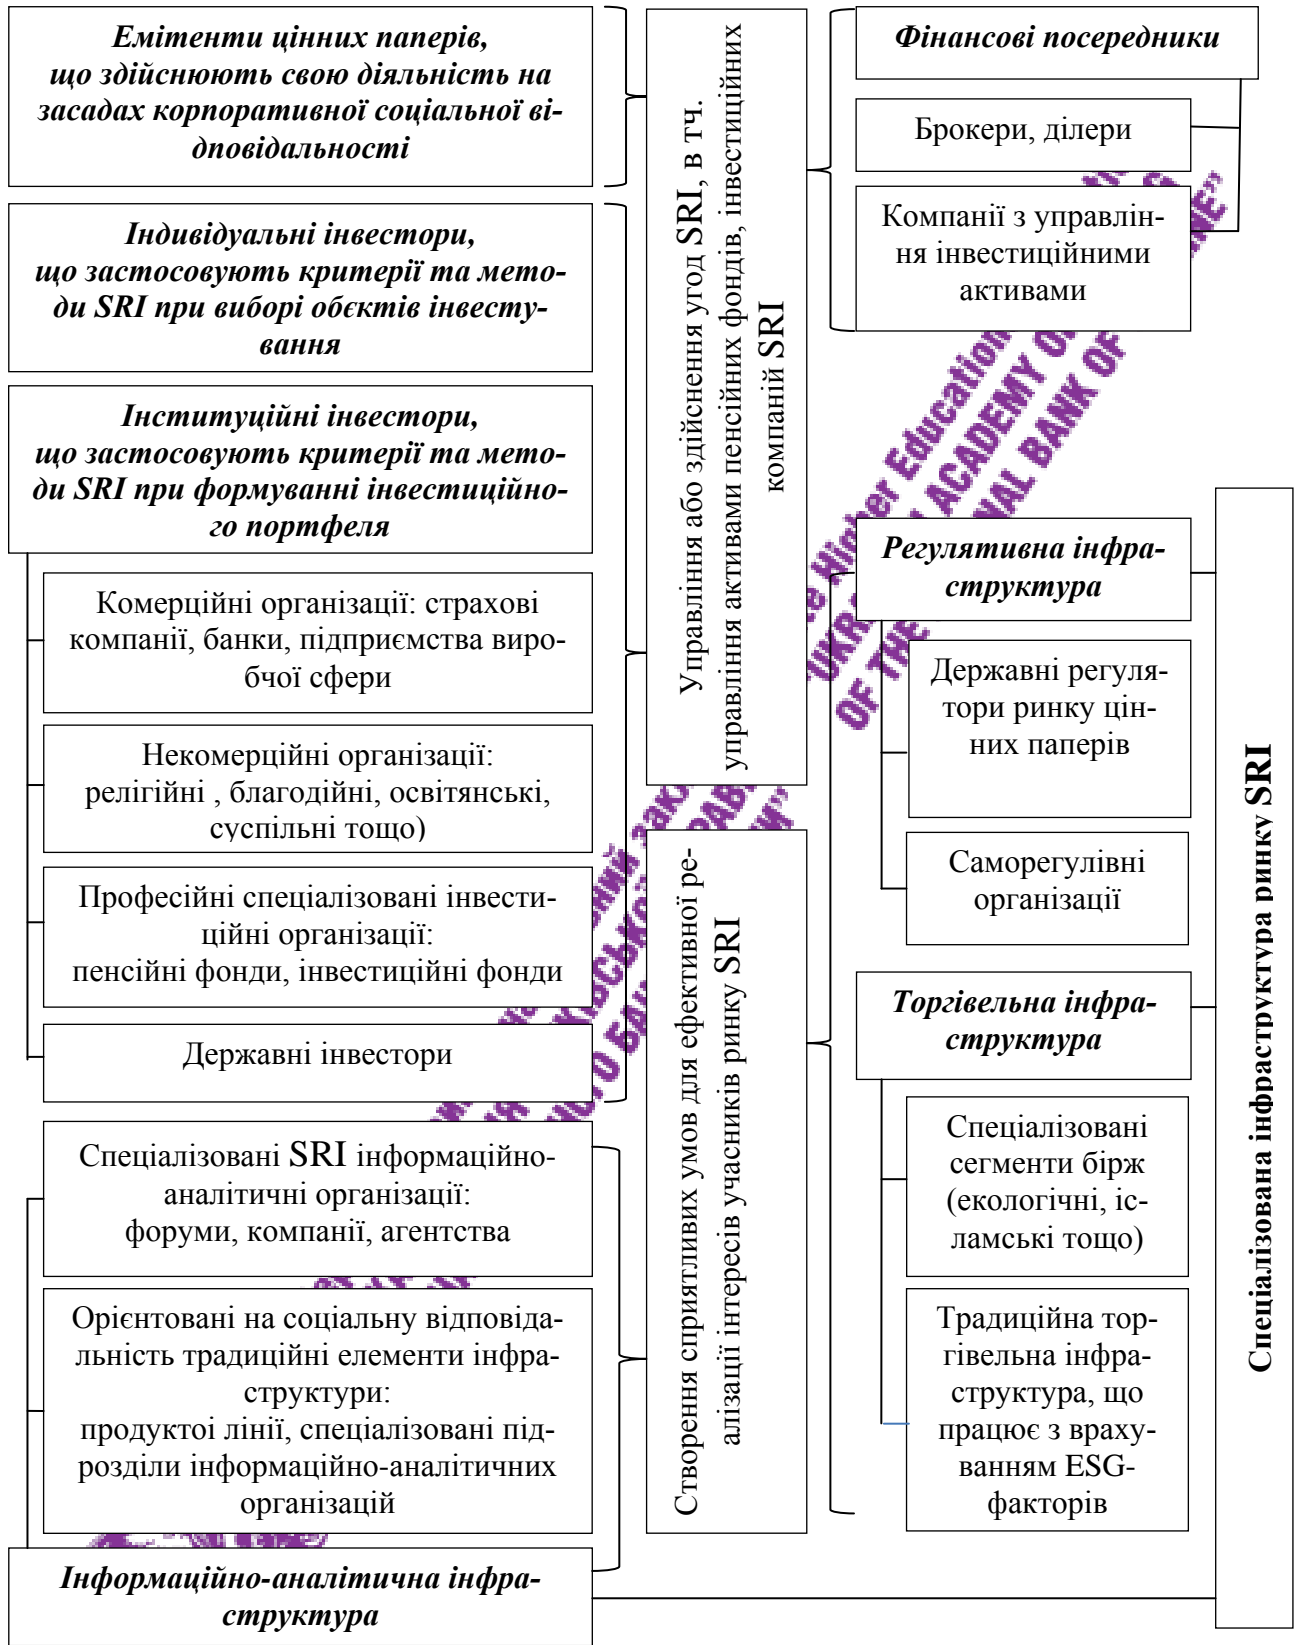 Емітенти цінних паперів,
що здійснюють свою діяльність на
засадах корпоративної соціальної ві-
дповідальності
Індивідуальні інвестори,
що застосовують критерії та мето-
ди SRI при виборі обєктів інвесту-
вання
Інституційні інвестори,
що застосовують критерії та мето-
ди SRI при формуванні інвестиційно-
го портфеля
Комерційні організації: страхові
компанії, банки, підприємства виро-
бчої сфери
Некомерційні організації:
релігійні , благодійні, освітянські,
суспільні тощо)
Професійні спеціалізовані інвести-
ційні організації:
пенсійні фонди, інвестиційні фонди
Державні інвестори
Спеціалізовані SRI інформаційно-
аналітичні організації:
форуми, компанії, агентства
Орієнтовані на соціальну відповіда-
льність традиційні елементи інфра-
структури:
продуктоі лінії, спеціалізовані під-
розділи інформаційно-аналітичних
організацій
Інформаційно-аналітична інфра-
структура
Управління або здійснення угод SRI, в тч.
управління активами пенсійних фондів, інвестиційних
компаній SRI
Створення сприятливих умов для ефективної ре-
алізації інтересів учасників ринку SRI
Фінансові посередники
Брокери, ділери
Компанії з управлін-
ня інвестиційними
активами
Регулятивна інфра-
структура
Державні регуля-
тори ринку цін-
них паперів
Саморегулівні
організації
Торгівельна інфра-
структура
Спеціалізовані
сегменти бірж
(екологічні, іс-
ламські тощо)
Традиційна тор-
гівельна інфра-
структура, що
працює з враху-
ванням ESG-
факторів
Спеціалізована інфраструктура ринку SRI
Higher Education
ACADEMY
OF THE
BANK OF